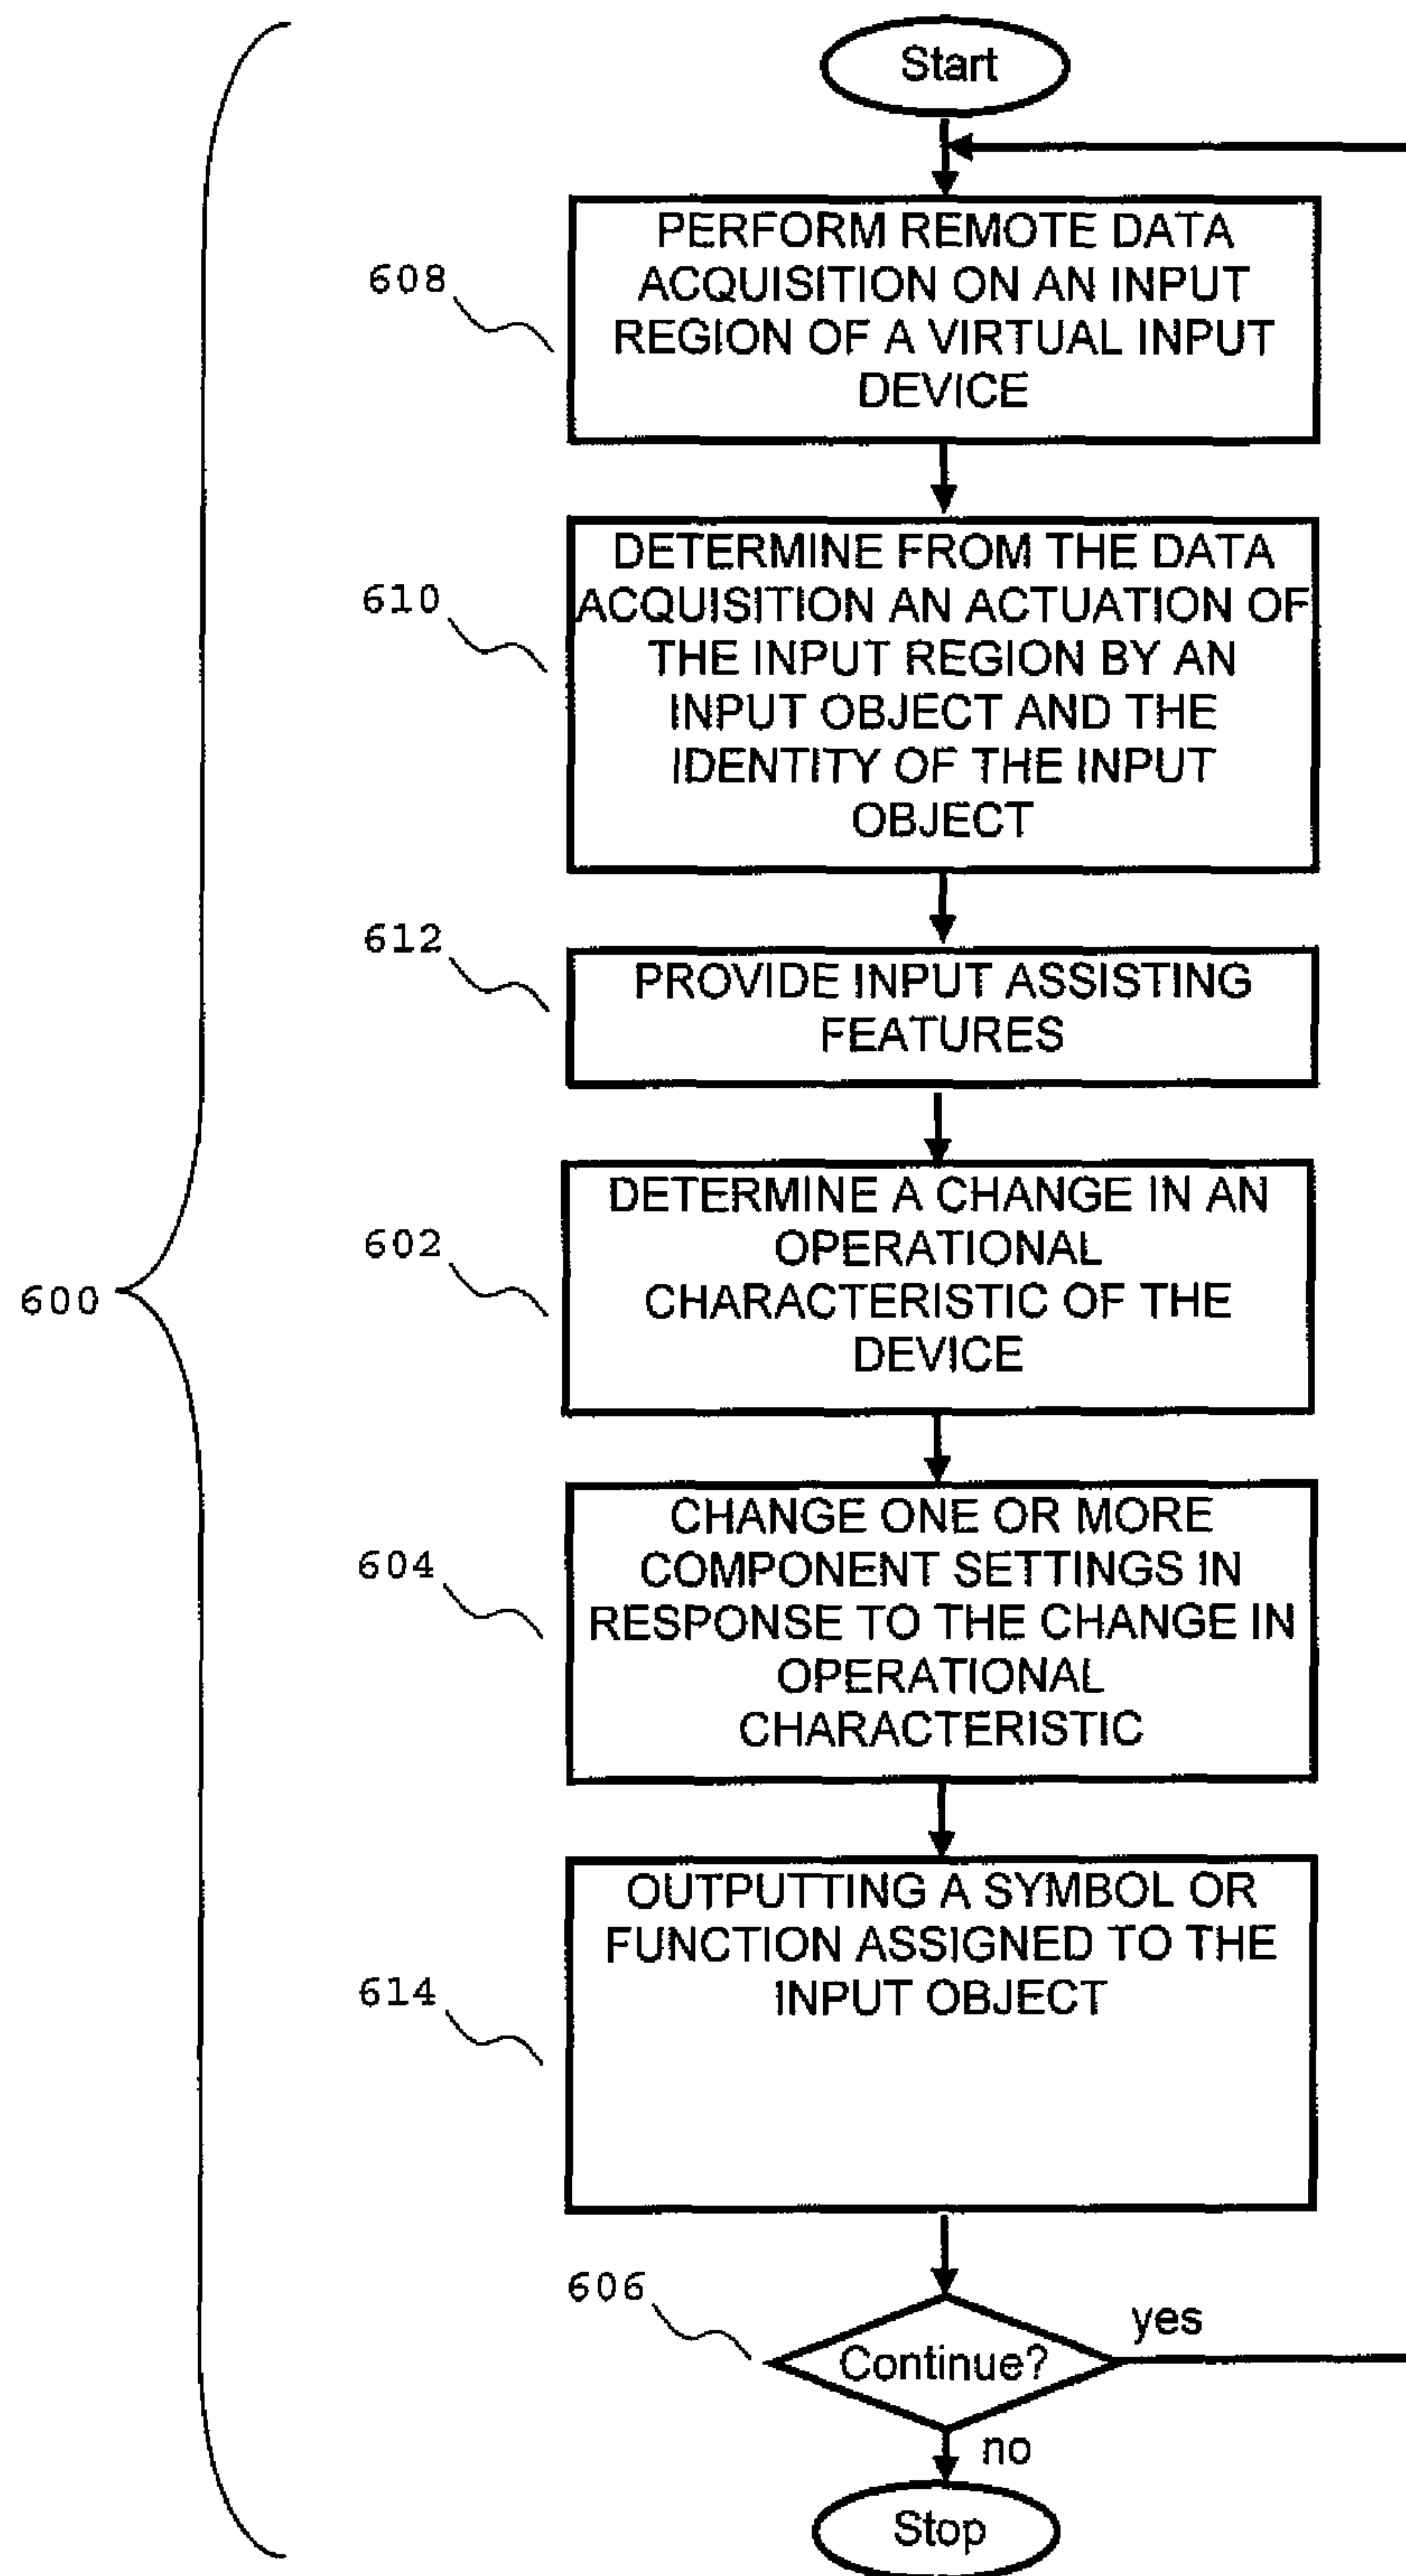 Start
608
PERFORM REMOTE DATA
ACQUISITION ON AN INPUT
REGION OF A VIRTUAL INPUT
DEVICE
610
DETERMINE FROM THE DATA
ACQUISITION AN ACTUATION OF
THE INPUT REGION BY AN
INPUT OBJECT AND THE
IDENTITY OF THE INPUT
OBJECT
612
PROVIDE INPUT ASSISTING
FEATURES
600
602
DETERMINE A CHANGE IN AN
OPERATIONAL
CHARACTERISTIC OF THE
DEVICE
604
CHANGE ONE OR MORE
COMPONENT SETTINGS IN
RESPONSE TO THE CHANGE IN
OPERATIONAL
CHARACTERISTIC
614
OUTPUTTING A SYMBOL OR
FUNCTION ASSIGNED TO THE
INPUT OBJECT
606
Continue?
yes
no
Stop